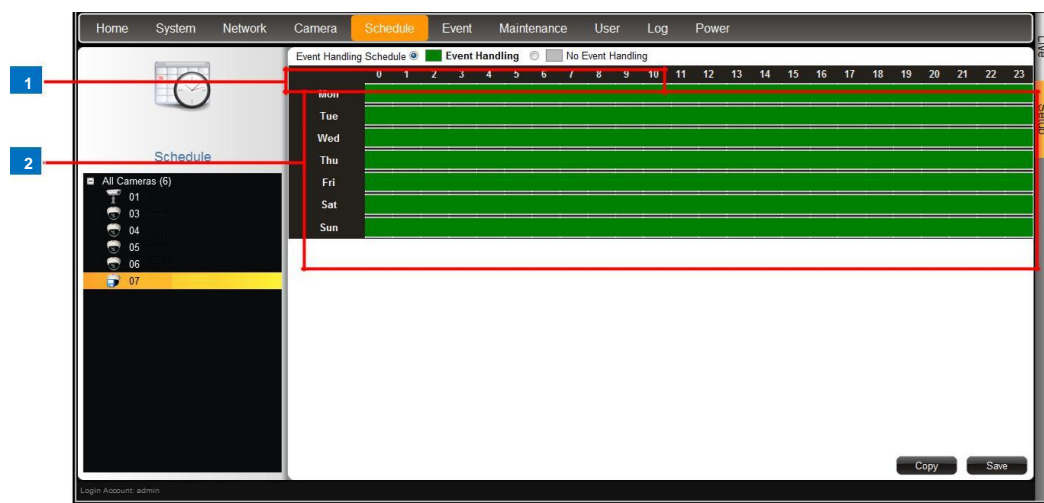 Home System Network Camera Schedule Event Maintenance User Log Power
Live
Setup
Event Handling Schedule Event Handling No Event Handling
1
0 1 2 3 4 5 6 7 8 9 10 11 12 13 14 15 16 17 18 19 20 21 22 23
Mon
Tue
Wed
Thu
Fri
Sat
Sun
2
Schedule
All Cameras (6)
01
03
04
05
06
07
Copy Save
Login Account: admin